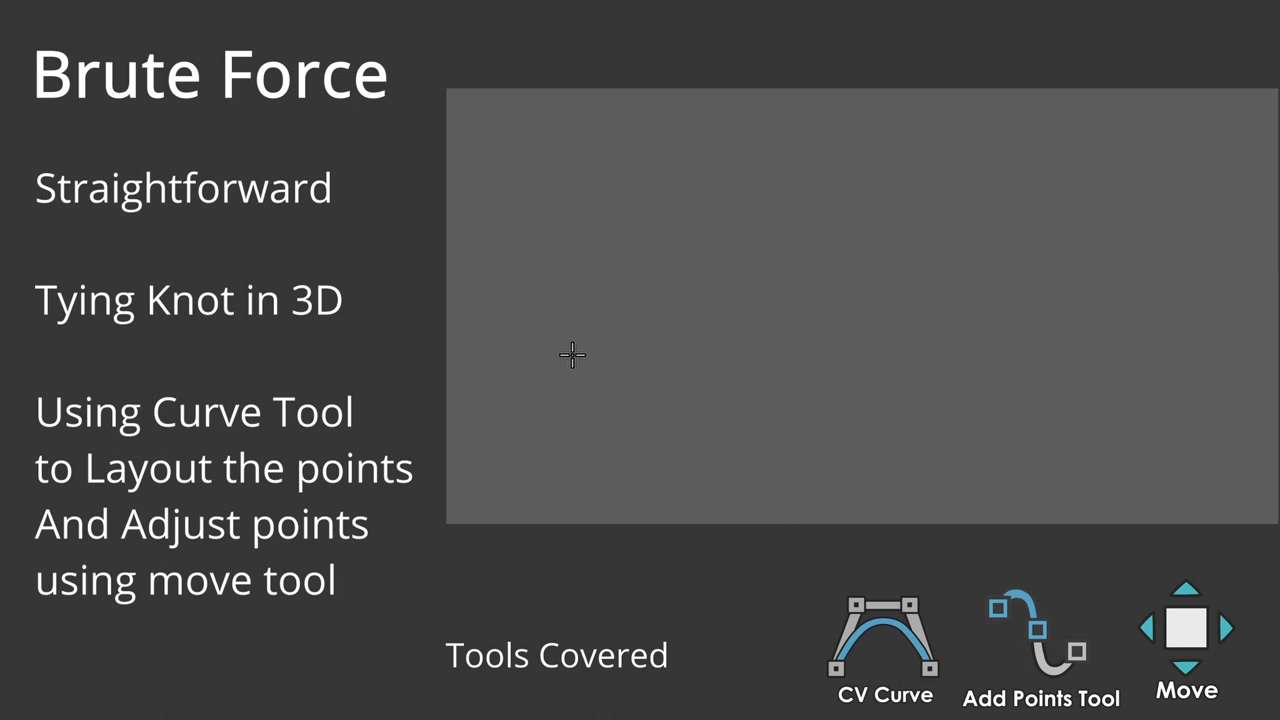 Brute Force
Straightforward
Tying Knot in 3D
Using Curve Tool
to Layout the points
And Adjust points
using move tool
Tools Covered
CV Curve
Add Points Tool
Move